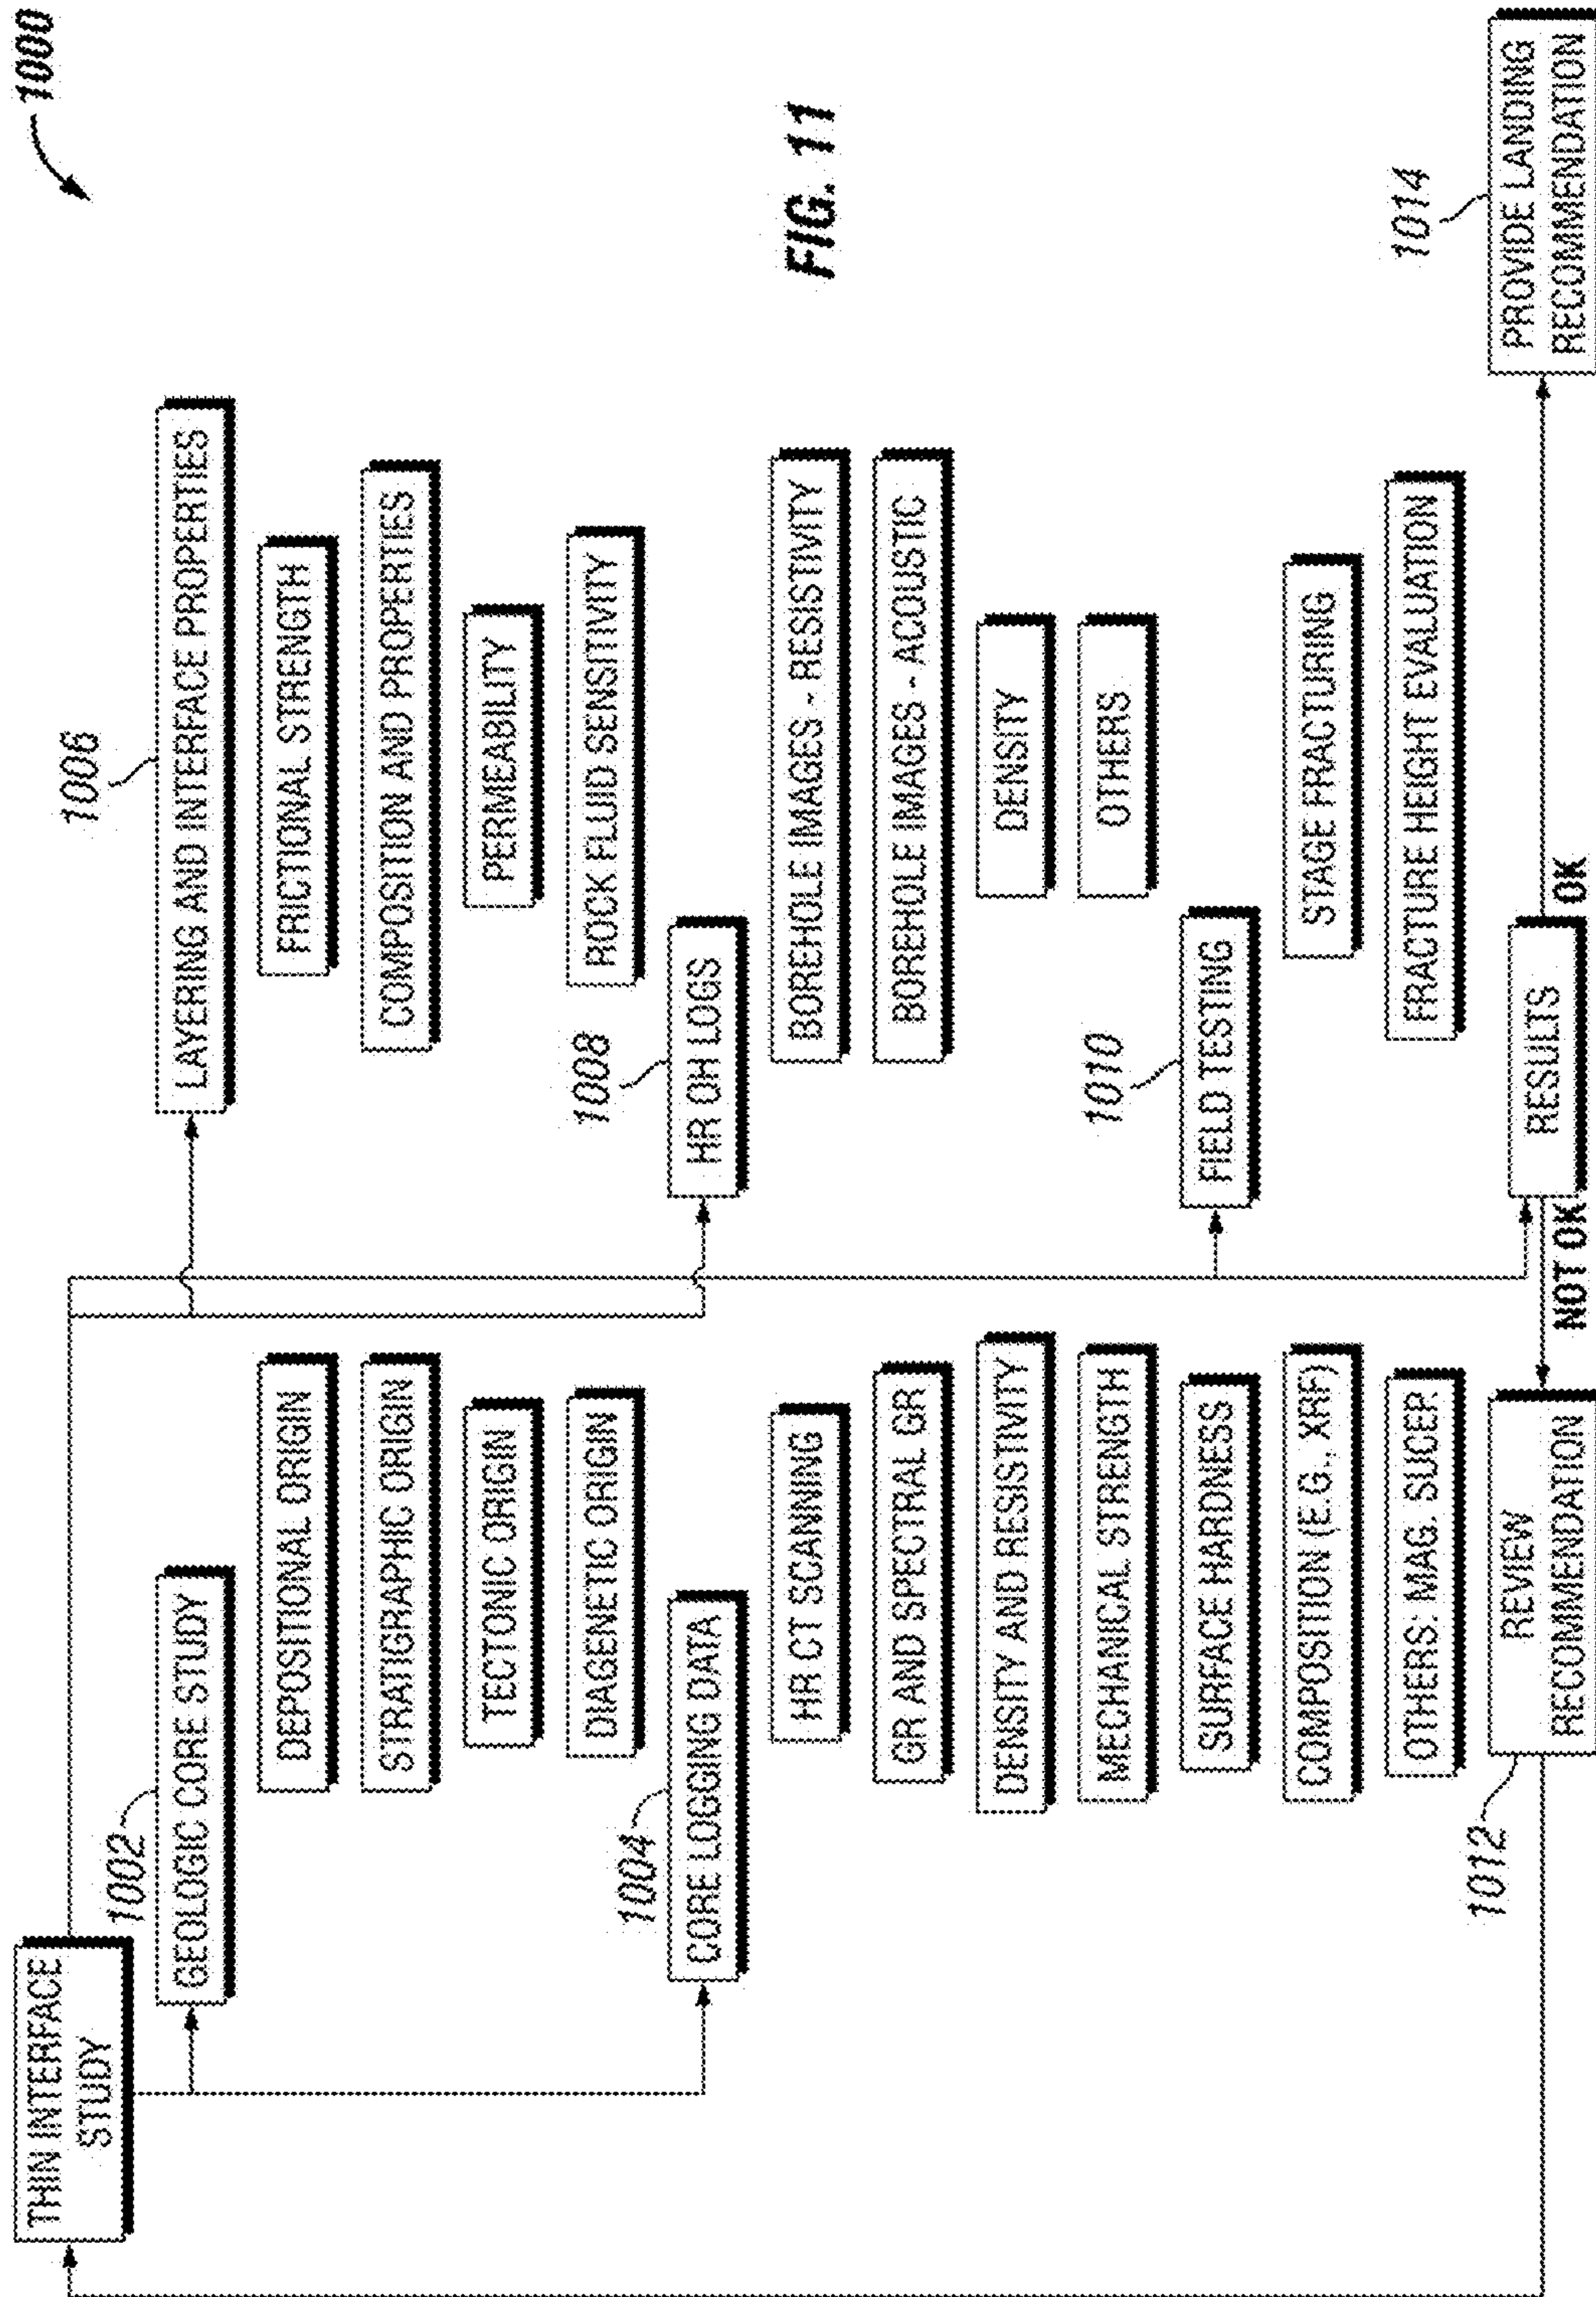 1000
THIN INTERFACE
STUDY
1002
GEOLOGIC CORE STUDY
DEPOSITIONAL ORIGIN
STRATIGRAPHIC ORIGIN
TECTONIC ORIGIN
DIAGENETIC ORIGIN
1004
CORE LOGGING DATA
HR CT SCANNING
GR AND SPECTRAL GR
DENSITY AND RESISTIVITY
MECHANICAL STRENGTH
SURFACE HARDNESS
COMPOSITION (E.G., XRF)
OTHERS: MAG. SUCEP.
1012
REVIEW
RECOMMENDATION
1006
LAYERING AND INTERFACE PROPERTIES
FRICTIONAL STRENGTH
COMPOSITION AND PROPERTIES
PERMEABILITY
ROCK FLUID SENSITIVITY
1008
HR OH LOGS
BOREHOLE IMAGES - RESISTIVITY
BOREHOLE IMAGES - ACOUSTIC
DENSITY
OTHERS
1010
FIELD TESTING
STAGE FRACTURING
FRACTURE HEIGHT EVALUATION
RESULTS
NOT OK
OK
1014
PROVIDE LANDING
RECOMMENDATION
FIG. 11